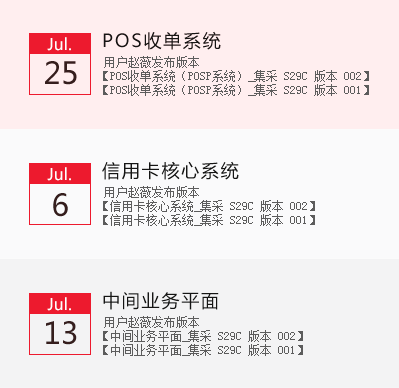 Jul.
25
POS收单系统
用户赵薇发布版本
【POS收单系统（POSP系统）_集采 S29C 版本 002】
【POS收单系统（POSP系统）_集采 S29C 版本 001】
Jul.
6
信用卡核心系统
用户赵薇发布版本
【信用卡核心系统_集采 S29C 版本 002】
【信用卡核心系统_集采 S29C 版本 001】
Jul.
13
中间业务平面
用户赵薇发布版本
【中间业务平面_集采 S29C 版本 002】
【中间业务平面_集采 S29C 版本 001】